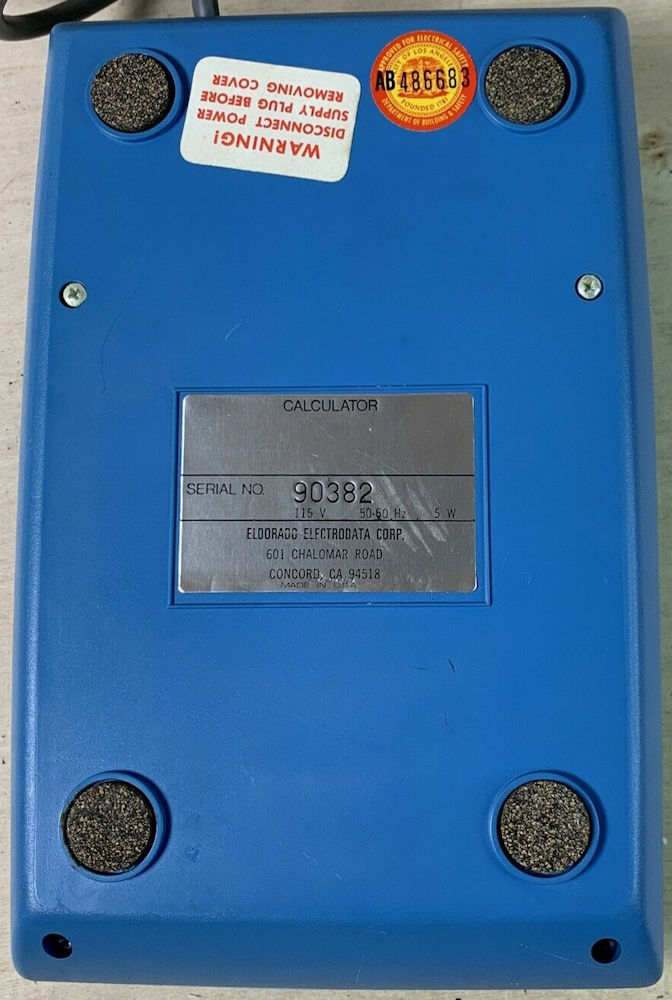 WARNING!
DISCONNECT POWER
SUPPLY PLUG BEFORE
REMOVING COVER
APPROVED FOR ELECTRICAL SAFETY
CITY OF LOS ANGELES
AB486683
FOUNDED 1781
DEPARTMENT OF BUILDING & SAFETY
CALCULATOR
SERIAL NO. 90382
115 V 50-60 Hz 5 W
ELDORADO ELECTRODATA CORP.
601 CHALOMAR ROAD
CONCORD, CA 94518
MADE IN U.S.A.